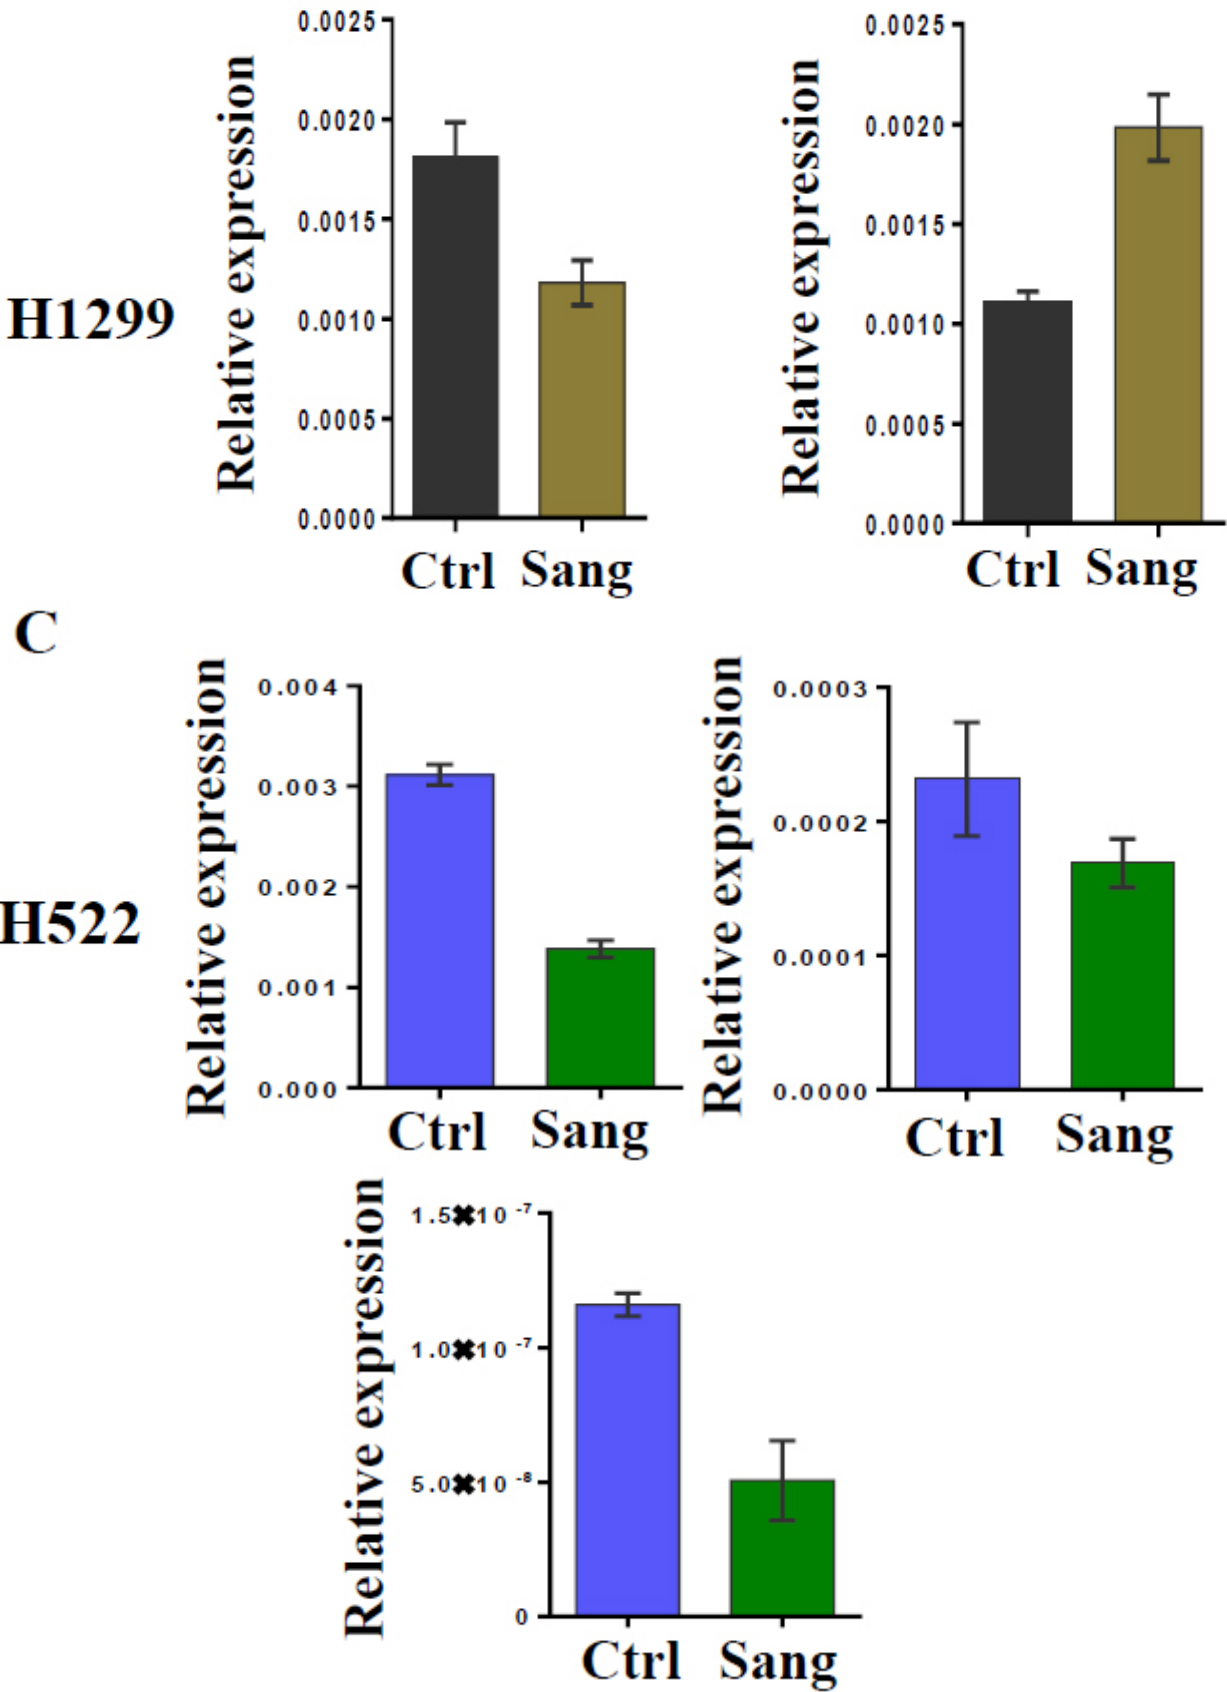 Relative expression
0.0025
0.0020
0.0015
0.0010
0.0005
0.0000
Ctrl Sang
Relative expression
0.0025
0.0020
0.0015
0.0010
0.0005
0.0000
Ctrl Sang
H1299
C
Relative expression
0.004
0.003
0.002
0.001
0.000
Ctrl Sang
Relative expression
0.0003
0.0002
0.0001
0.0000
Ctrl Sang
H522
Relative expression
1.5✖10⁻⁷
1.0✖10⁻⁷
5.0✖10⁻⁸
0
Ctrl Sang